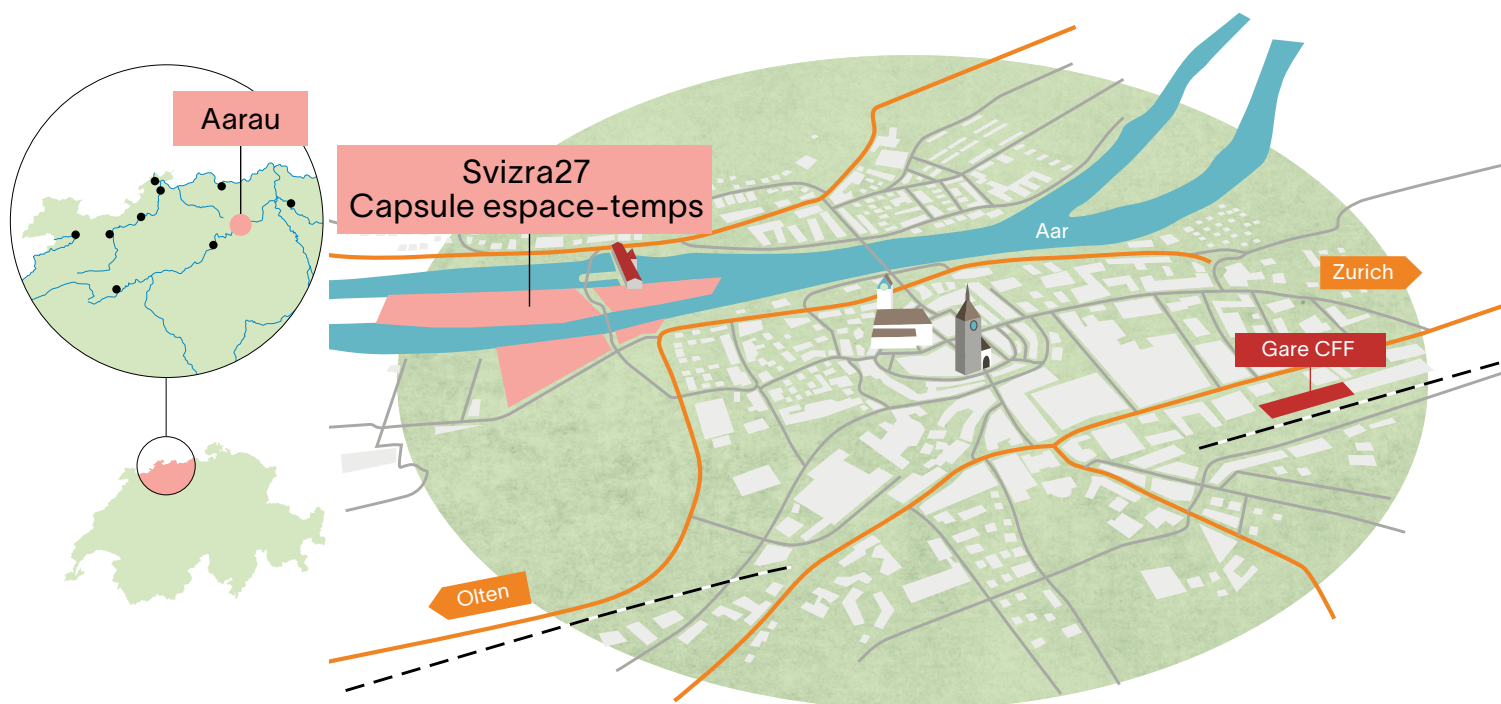 Aarau
Svizra27
Capsule espace-temps
Aar
Zurich
Gare CFF
Olten